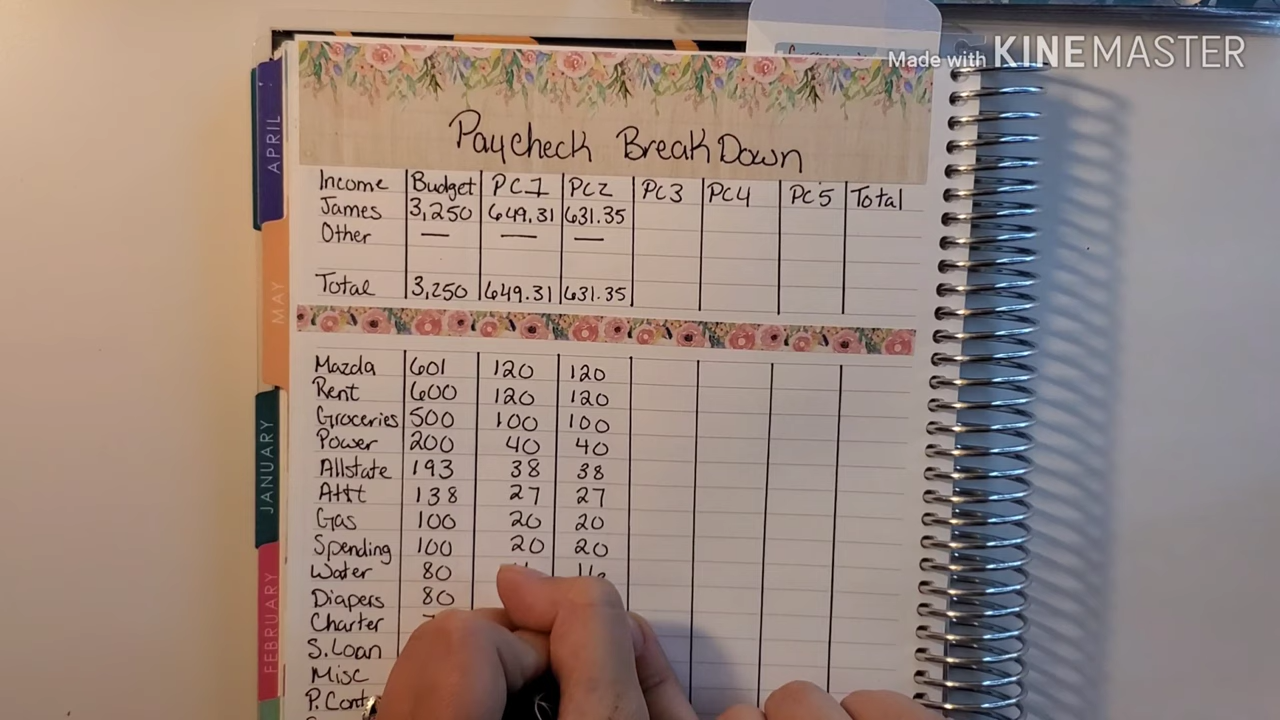 Made with KINEMASTER
Paycheck BreakDown
Income Budget PC1 PC2 PC3 PC4 PC5 Total
James 3,250 649.31 631.35
Other — — —
Total 3,250 649.31 631.35
Mazda 601 120 120
Rent 600 120 120
Groceries 500 100 100
Power 200 40 40
Allstate 193 38 38
At&t 138 27 27
Gas 100 20 20
Spending 100 20 20
Water 80
Diapers 80
Charter
S. Loan
Misc
P. Cont
APRIL
MAY
JANUARY
FEBRUARY